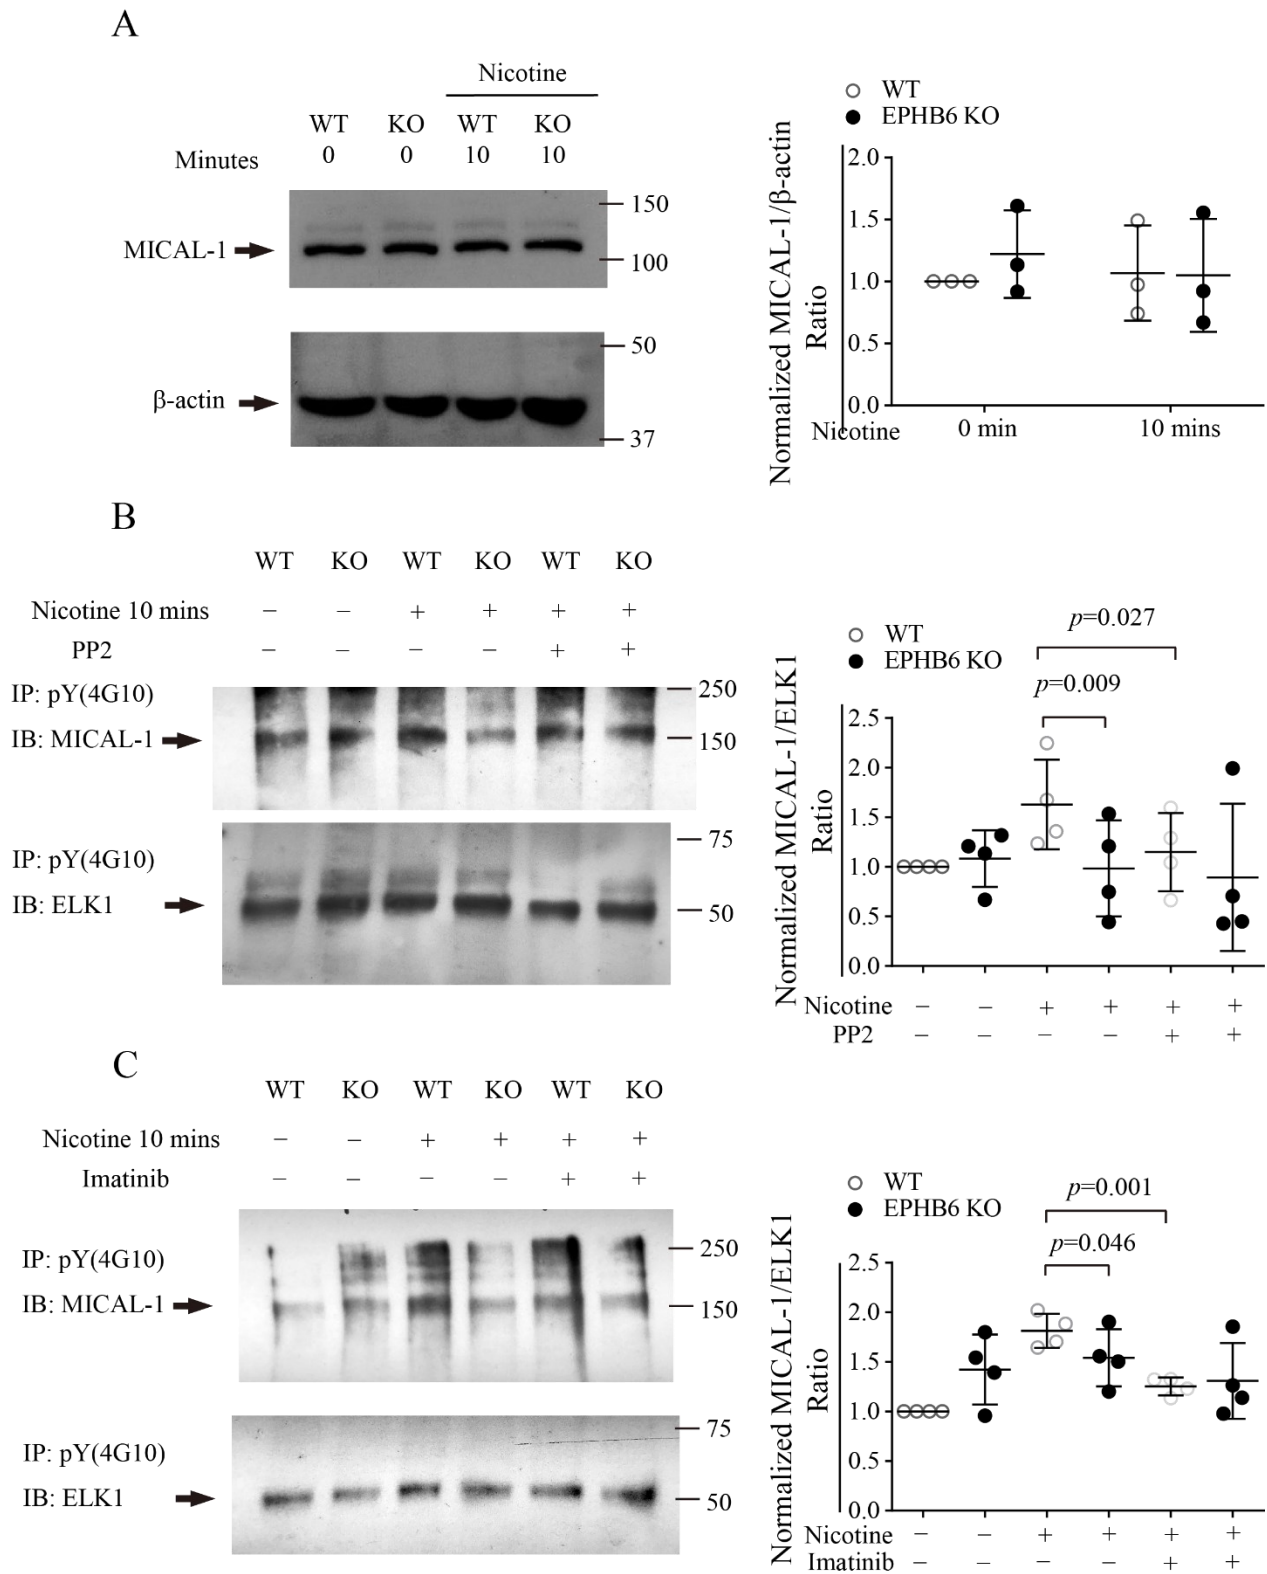 A
Nicotine
WT KO WT KO
Minutes 0 0 10 10
150
MICAL-1
100
50
β-actin
37
WT
EPHB6 KO
Normalized MICAL-1/β-actin
Ratio
2.0
1.5
1.0
0.5
0.0
Nicotine 0 min 10 mins
B
WT KO WT KO WT KO
Nicotine 10 mins − − + + + +
PP2 − − − − + +
IP: pY(4G10)
250
IB: MICAL-1
150
75
IP: pY(4G10)
IB: ELK1
50
WT
EPHB6 KO
p=0.027
p=0.009
Normalized MICAL-1/ELK1
Ratio
2.5
2.0
1.5
1.0
0.5
0.0
Nicotine − − + + + +
PP2 − − − − + +
C
WT KO WT KO WT KO
Nicotine 10 mins − − + + + +
Imatinib − − − − + +
IP: pY(4G10)
250
IB: MICAL-1
150
75
IP: pY(4G10)
IB: ELK1
50
WT
EPHB6 KO
p=0.001
p=0.046
Normalized MICAL-1/ELK1
Ratio
2.5
2.0
1.5
1.0
0.5
0.0
Nicotine − − + + + +
Imatinib − − − − + +